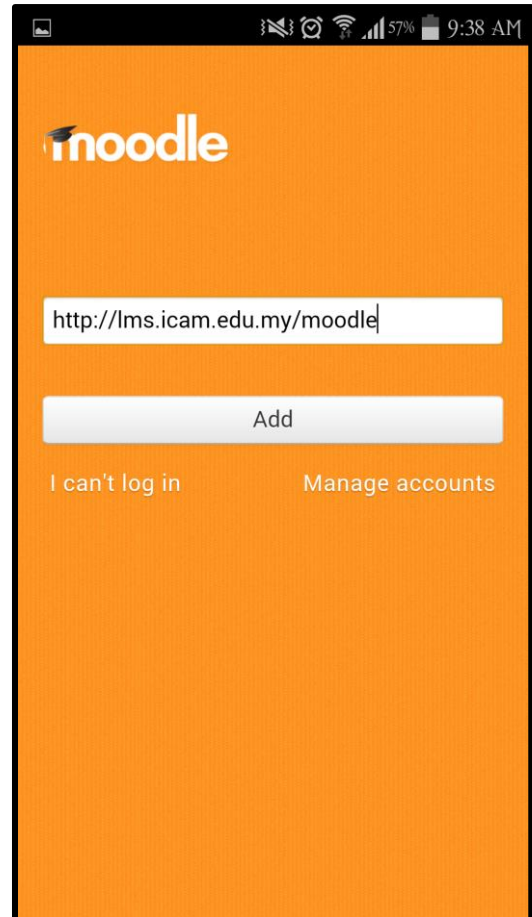 57% 9:38 AM
moodle
http://lms.icam.edu.my/moodle
Add
I can't log in Manage accounts